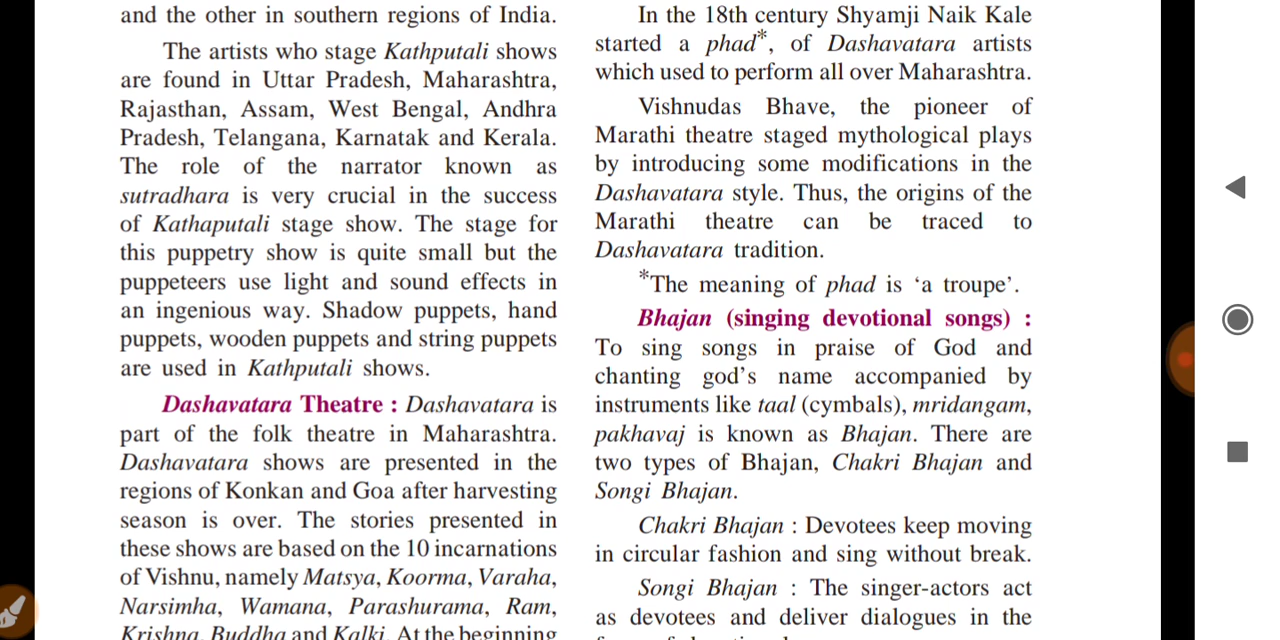 and the other in southern regions of India.
The artists who stage Kathputali shows
are found in Uttar Pradesh, Maharashtra,
Rajasthan, Assam, West Bengal, Andhra
Pradesh, Telangana, Karnatak and Kerala.
The role of the narrator known as
sutradhara is very crucial in the success
of Kathaputali stage show. The stage for
this puppetry show is quite small but the
puppeteers use light and sound effects in
an ingenious way. Shadow puppets, hand
puppets, wooden puppets and string puppets
are used in Kathputali shows.
Dashavatara Theatre : Dashavatara is
part of the folk theatre in Maharashtra.
Dashavatara shows are presented in the
regions of Konkan and Goa after harvesting
season is over. The stories presented in
these shows are based on the 10 incarnations
of Vishnu, namely Matsya, Koorma, Varaha,
Narsimha, Wamana, Parashurama, Ram,
Krishna, Buddha and Kalki. At the beginning
In the 18th century Shyamji Naik Kale
started a phad*, of Dashavatara artists
which used to perform all over Maharashtra.
Vishnudas Bhave, the pioneer of
Marathi theatre staged mythological plays
by introducing some modifications in the
Dashavatara style. Thus, the origins of the
Marathi theatre can be traced to
Dashavatara tradition.
*The meaning of phad is ‘a troupe’.
Bhajan (singing devotional songs) :
To sing songs in praise of God and
chanting god’s name accompanied by
instruments like taal (cymbals), mridangam,
pakhavaj is known as Bhajan. There are
two types of Bhajan, Chakri Bhajan and
Songi Bhajan.
Chakri Bhajan : Devotees keep moving
in circular fashion and sing without break.
Songi Bhajan : The singer-actors act
as devotees and deliver dialogues in the